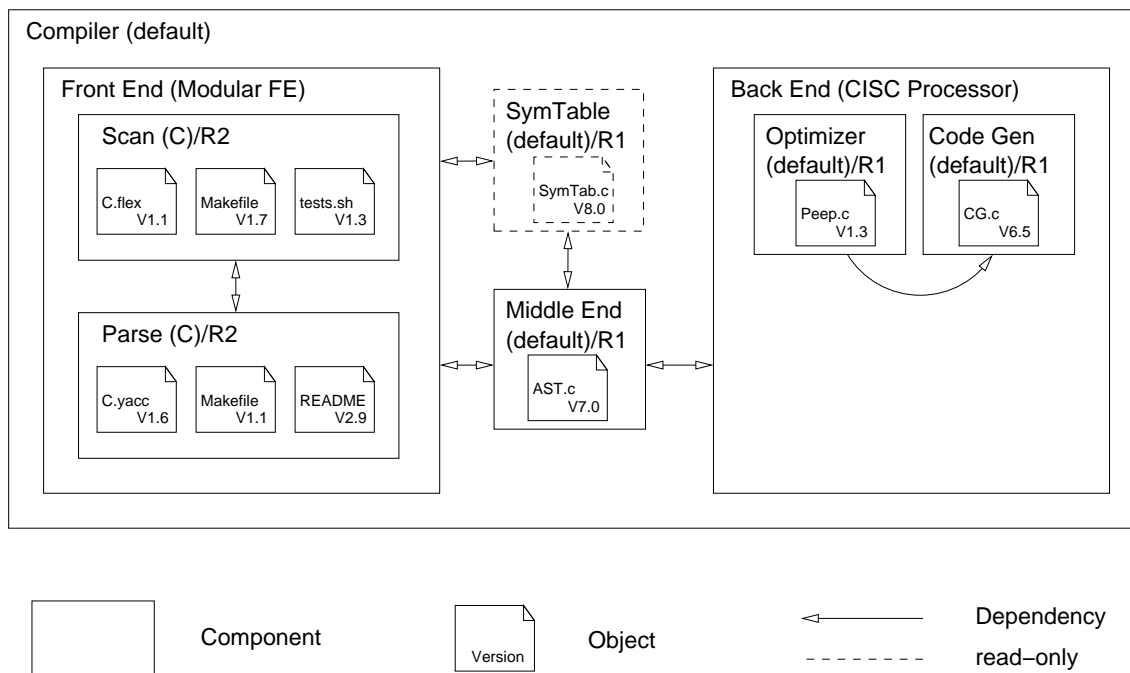 Compiler (default)
Front End (Modular FE)
Scan (C)/R2
C.flex
V1.1
Makefile
V1.7
tests.sh
V1.3
Parse (C)/R2
C.yacc
V1.6
Makefile
V1.1
README
V2.9
SymTable
(default)/R1
SymTab.c
V8.0
Middle End
(default)/R1
AST.c
V7.0
Back End (CISC Processor)
Optimizer
(default)/R1
Peep.c
V1.3
Code Gen
(default)/R1
CG.c
V6.5
Component
Version
Object
Dependency
read−only